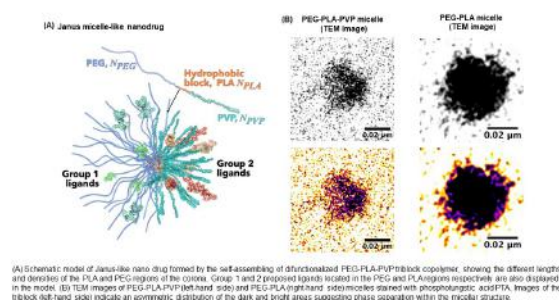 (A) Janus micelle-like nanodrug
PEG, N_PEG
Hydrophobic
block, PLA N_PLA
PVP, N_PVP
Group 1
ligands
Group 2
ligands
(B)
PEG-PLA-PVP micelle
(TEM image)
PEG-PLA micelle
(TEM image)
0.02 µm
0.02 µm
0.02 µm
0.02 µm
(A) Schematic model of Janus-like nano drug formed by the self-assembling of difunctionalized PEG-PLA-PVP triblock copolymer, showing the different length
and densities of the PLA and PEG regions of the corona. Group 1 and 2 proposed ligands located in the PEG and PLA regions respectively are also displayed
in the model. (B) TEM images of PEG-PLA-PVP (left-hand side) and PEG-PLA (right-hand side) micelles stained with phosphotungstic acid PTA. Images of the
triblock (left-hand side) indicate an asymmetric distribution of the dark and bright areas suggesting phase separation within the micellar structure.